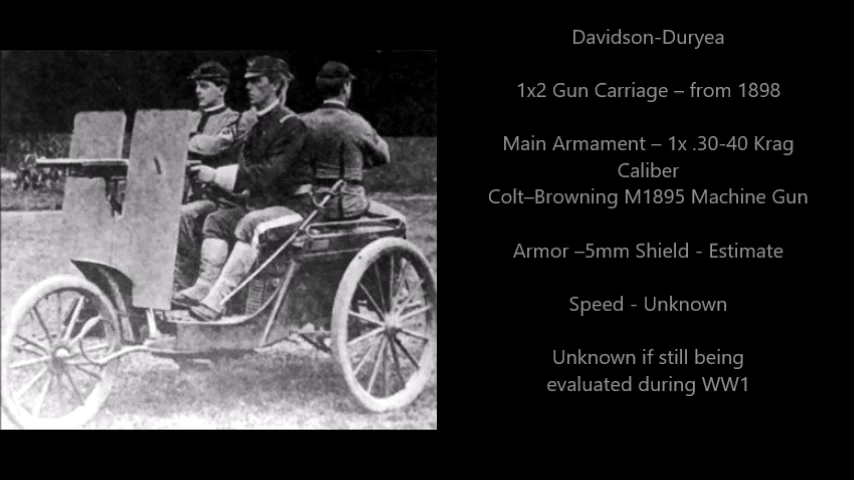 Davidson-Duryea
1x2 Gun Carriage – from 1898
Main Armament – 1x .30-40 Krag
Caliber
Colt–Browning M1895 Machine Gun
Armor –5mm Shield - Estimate
Speed - Unknown
Unknown if still being
evaluated during WW1